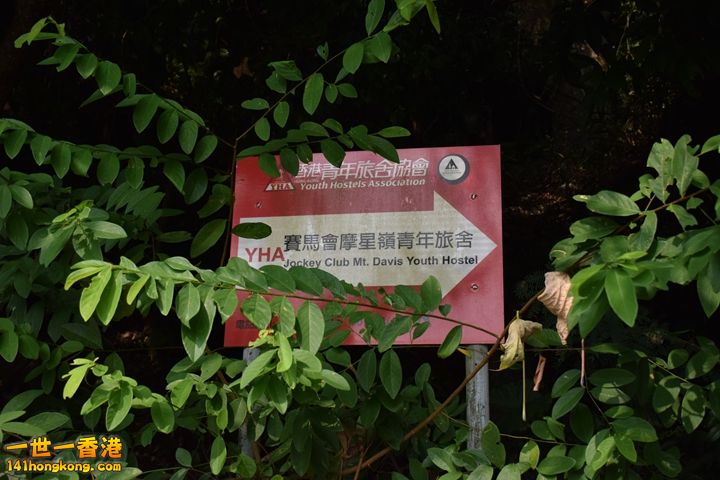 香港青年旅舍協會
YHA Youth Hostels Association
賽馬會摩星嶺青年旅舍
YHA Jockey Club Mt. Davis Youth Hostel
一世一香港
141hongkong.com